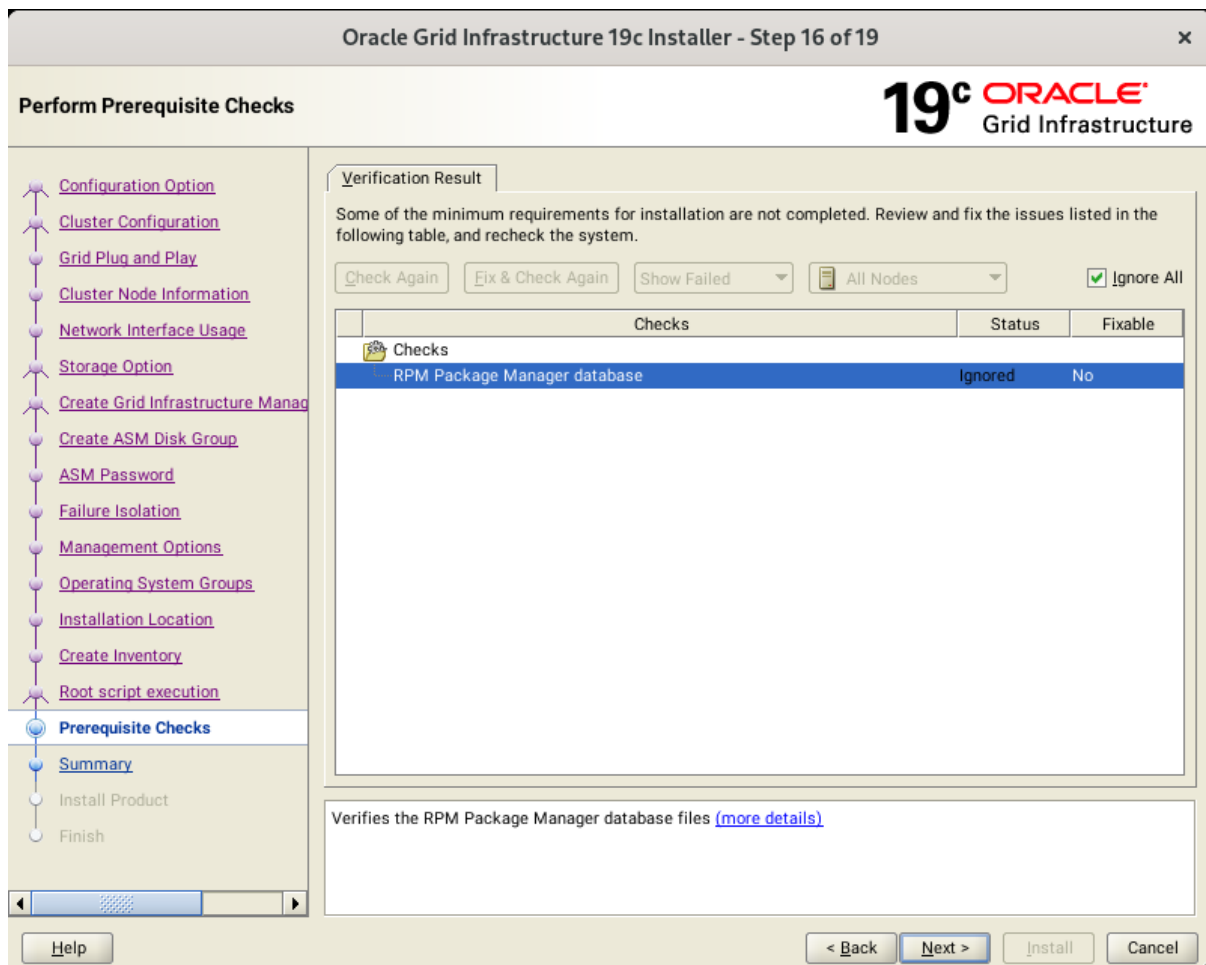 Oracle Grid Infrastructure 19c Installer - Step 16 of 19
Perform Prerequisite Checks
19c ORACLE
Grid Infrastructure
Configuration Option
Cluster Configuration
Grid Plug and Play
Cluster Node Information
Network Interface Usage
Storage Option
Create Grid Infrastructure Manag
Create ASM Disk Group
ASM Password
Failure Isolation
Management Options
Operating System Groups
Installation Location
Create Inventory
Root script execution
Prerequisite Checks
Summary
Install Product
Finish
Verification Result
Some of the minimum requirements for installation are not completed. Review and fix the issues listed in the
following table, and recheck the system.
Check Again Fix & Check Again Show Failed All Nodes Ignore All
Checks Status Fixable
Checks
RPM Package Manager database Ignored No
Verifies the RPM Package Manager database files (more details)
Help < Back Next > Install Cancel